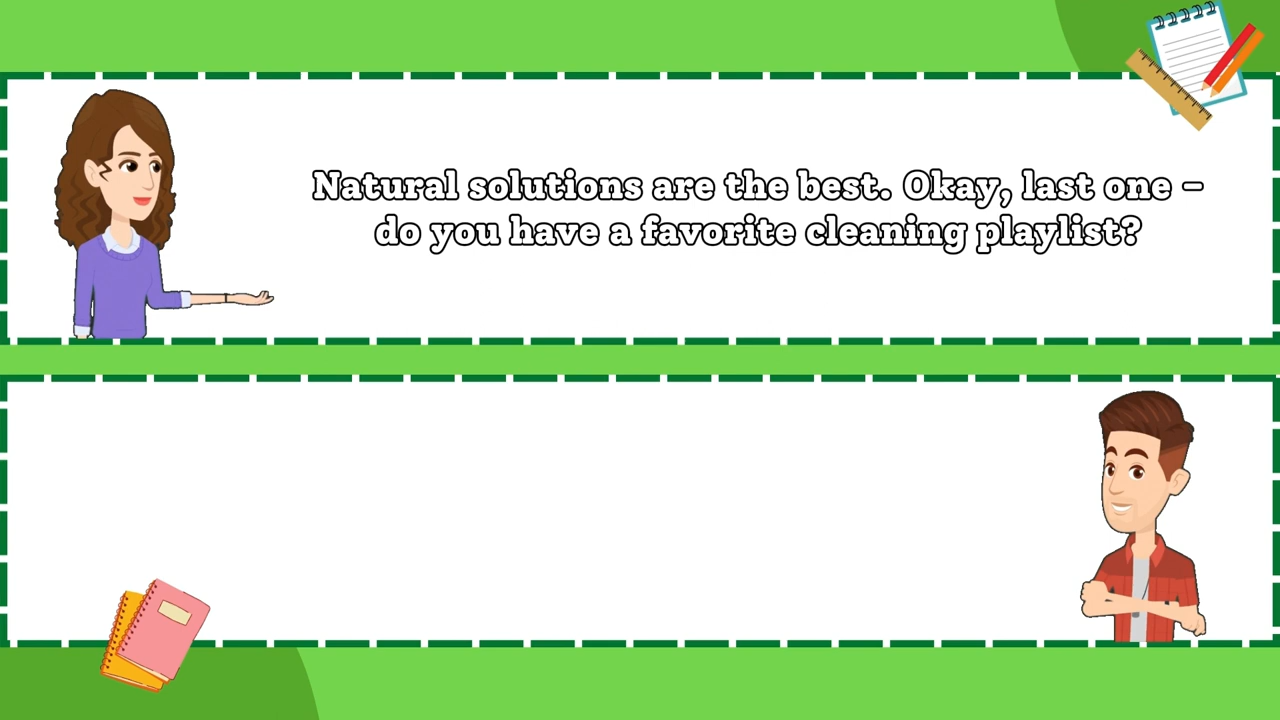 Natural solutions are the best. Okay, last one –
do you have a favorite cleaning playlist?